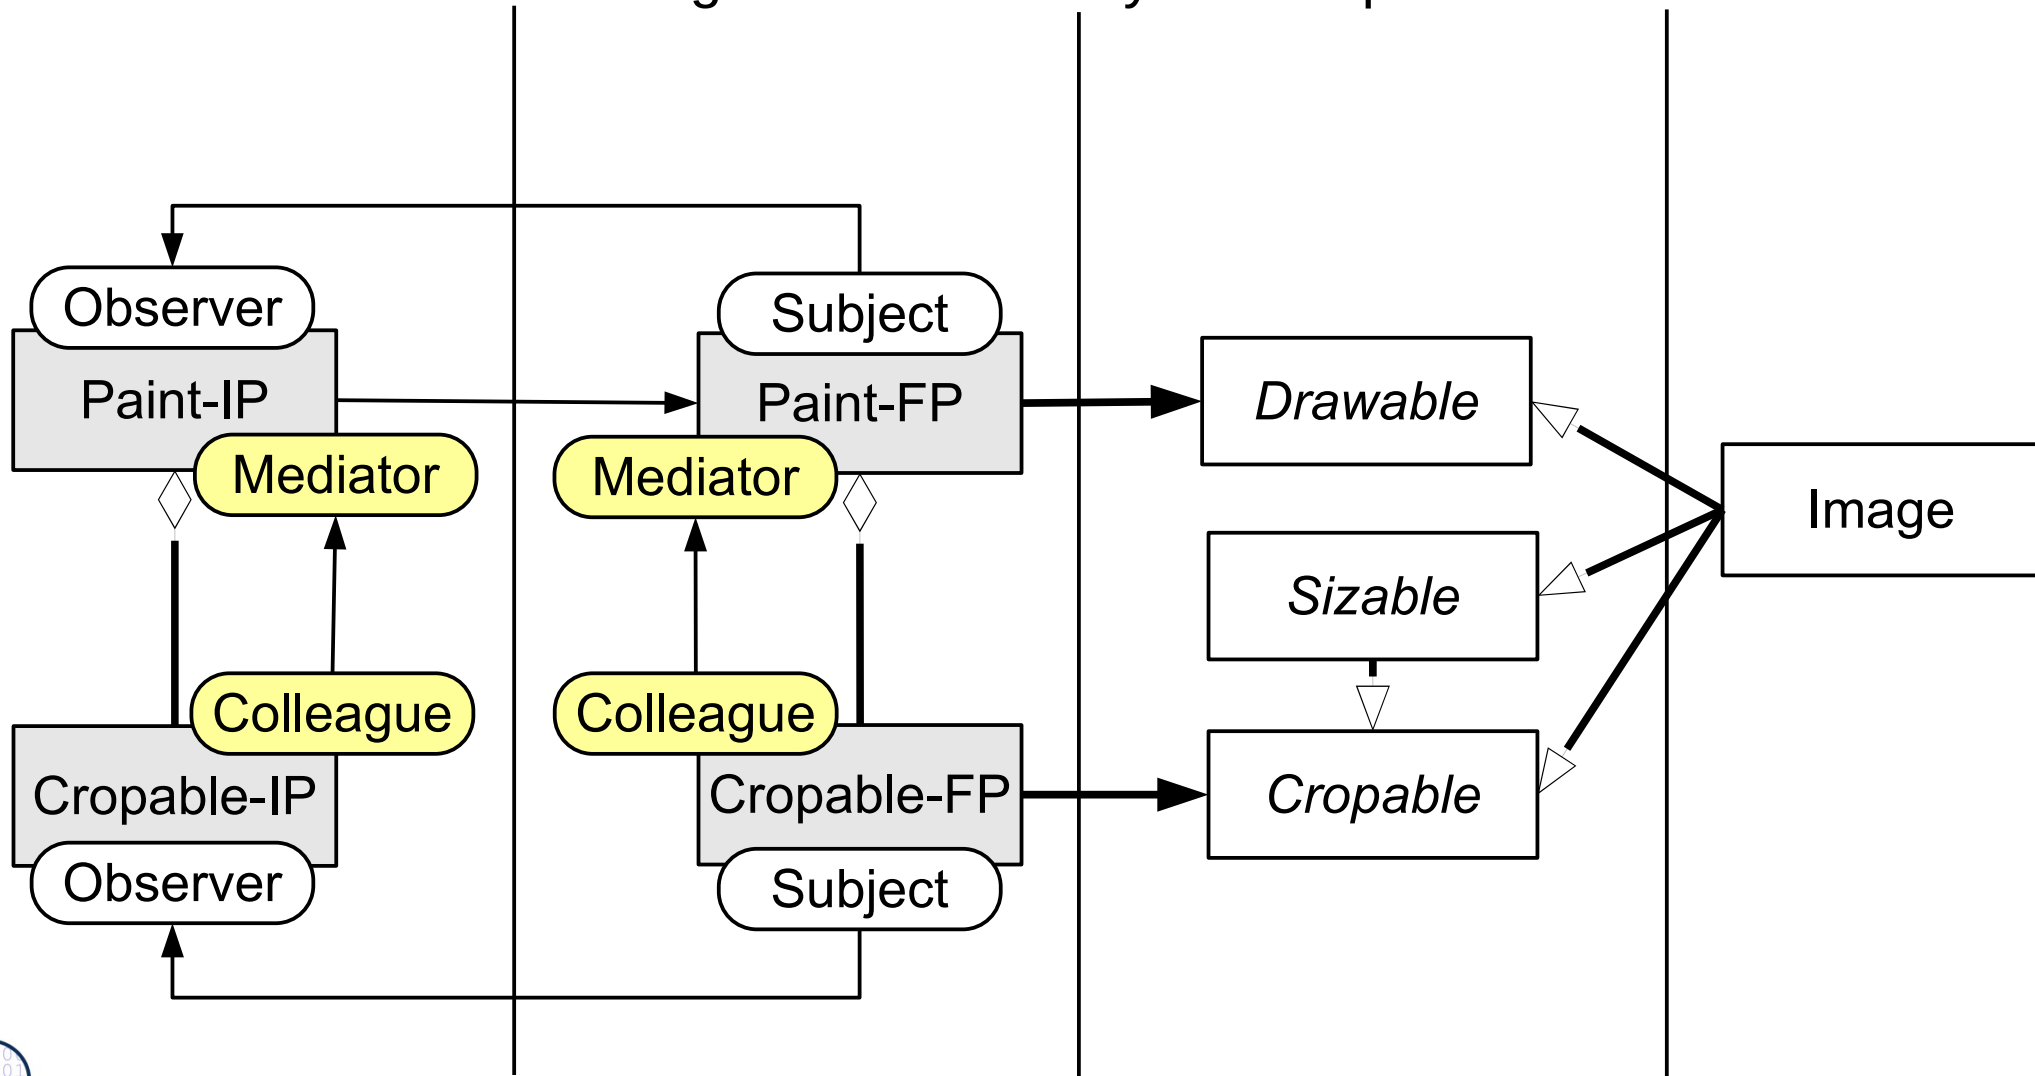 Observer
Subject
Paint-IP
Paint-FP
Drawable
Mediator
Mediator
Image
Sizable
Colleague
Colleague
Cropable-IP
Cropable-FP
Cropable
Observer
Subject